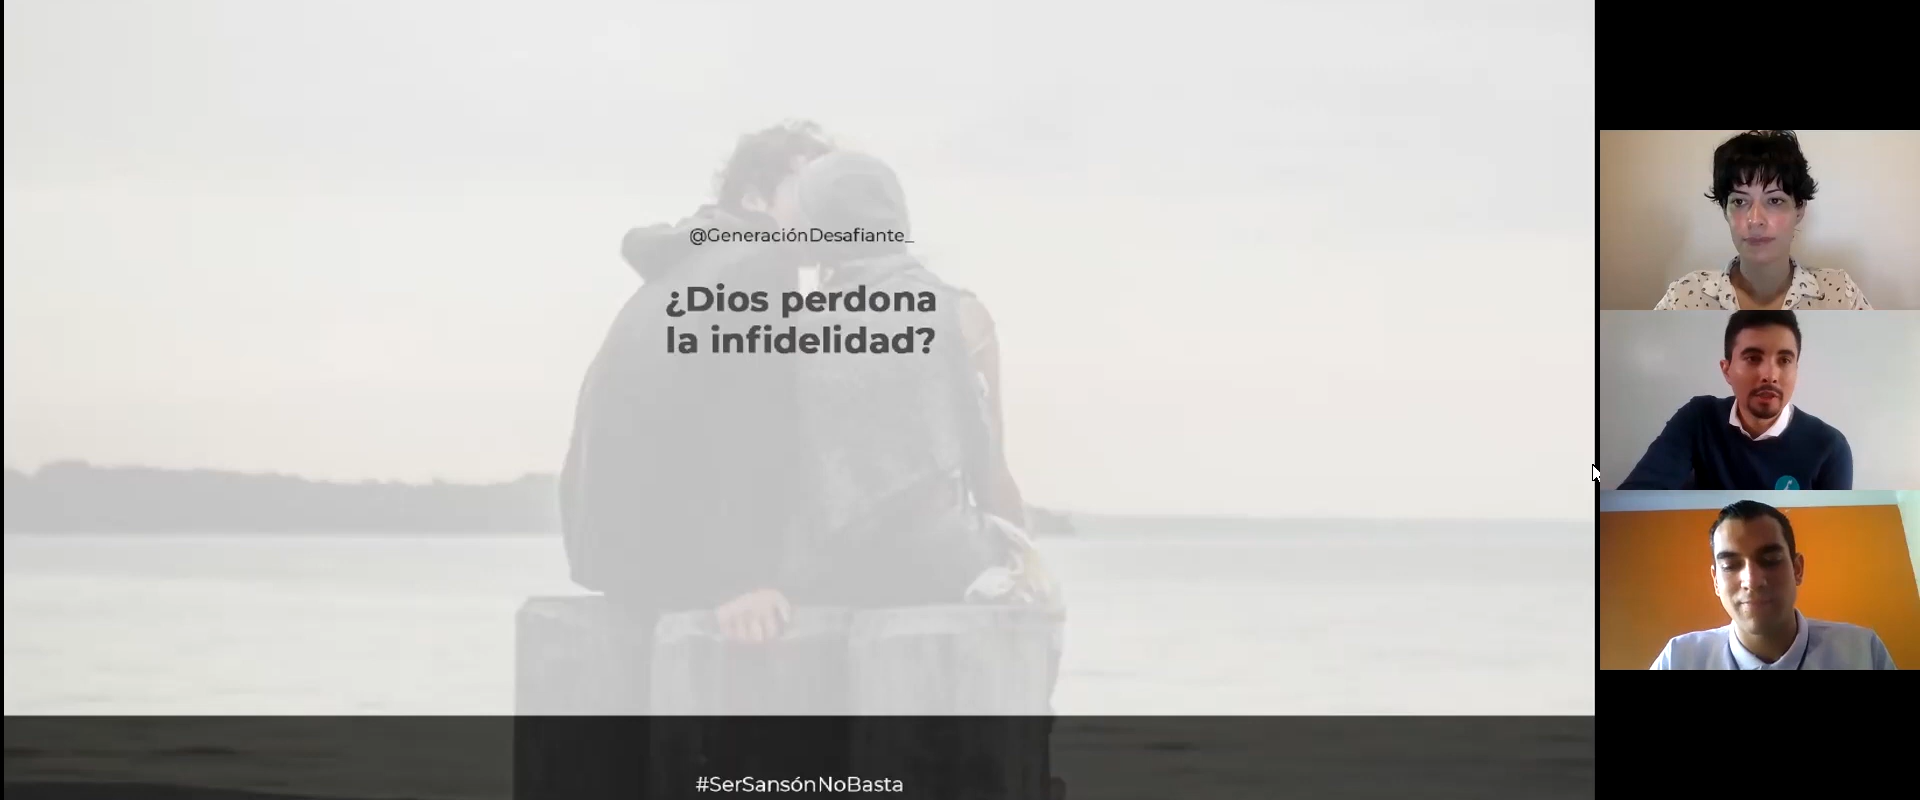 @GeneraciónDesafiante_
¿Dios perdona
la infidelidad?
#SerSansónNoBasta